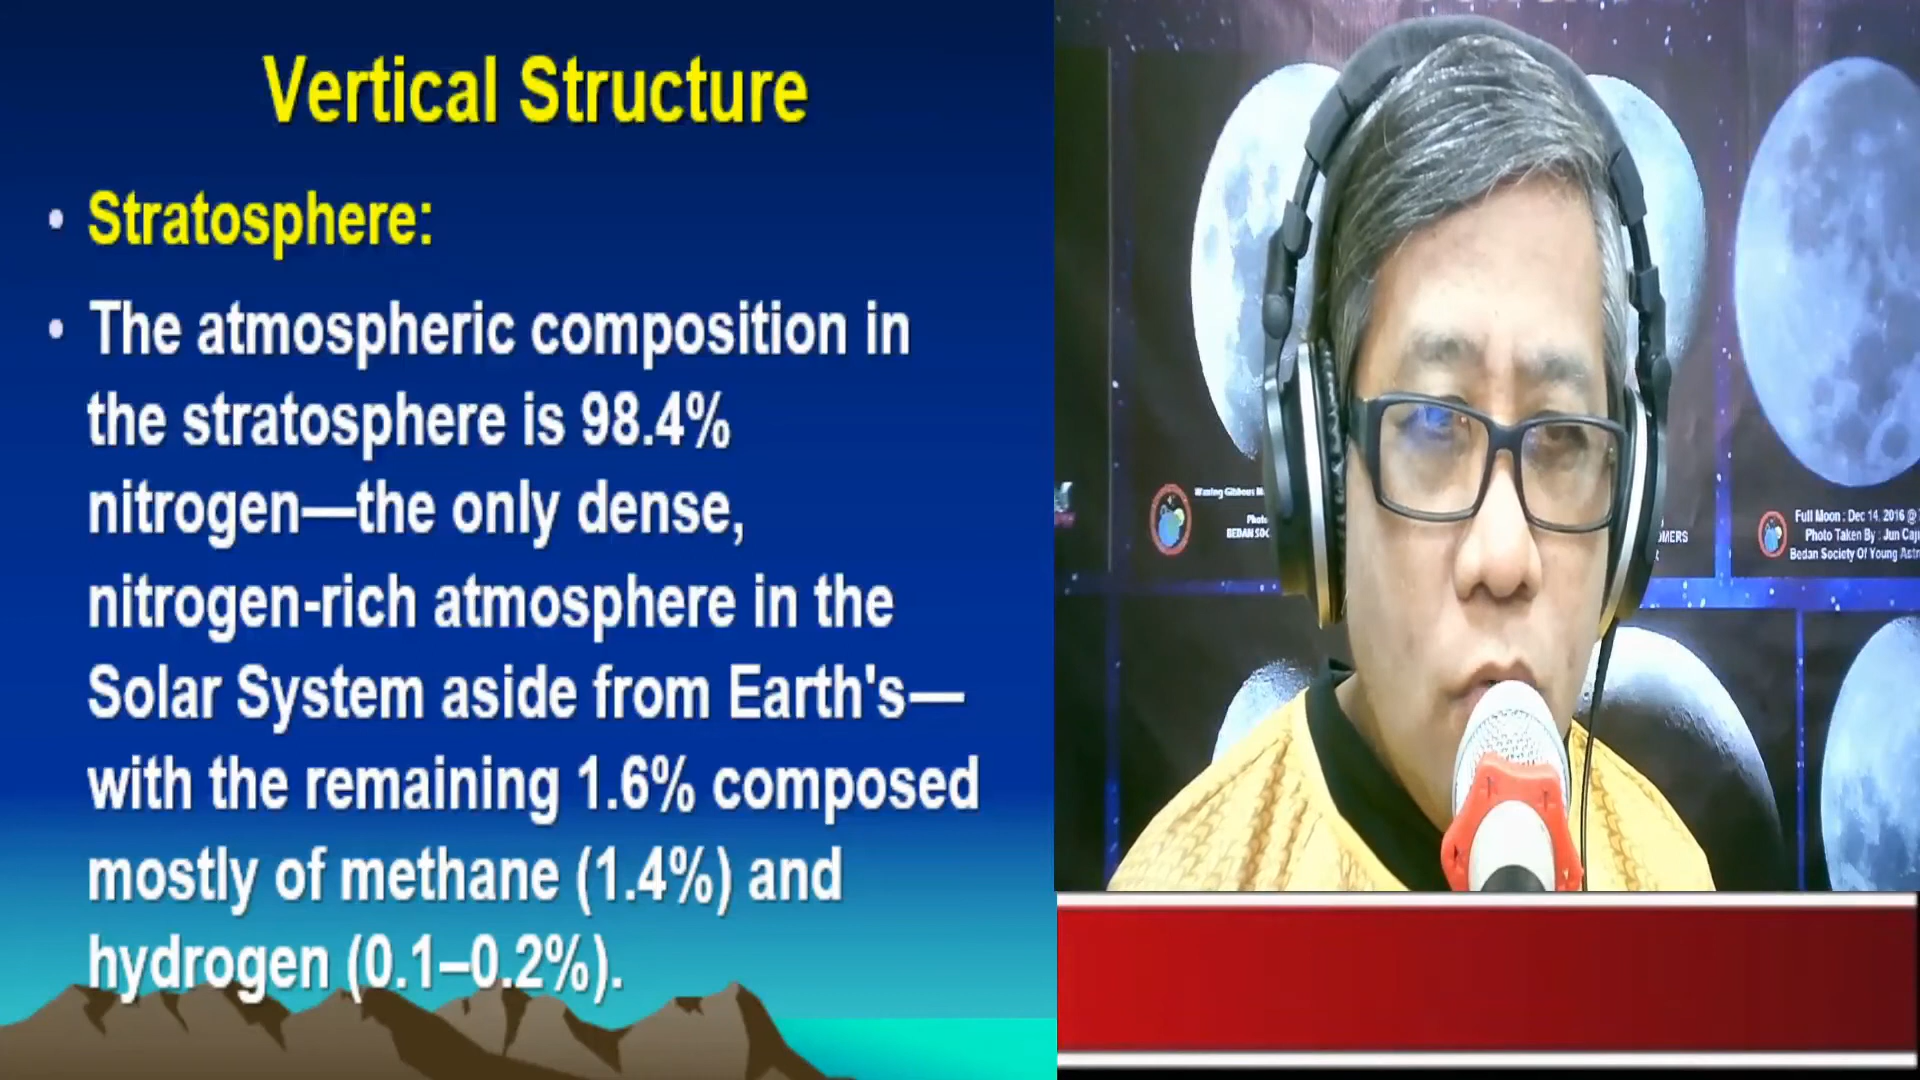 Vertical Structure
• Stratosphere:
• The atmospheric composition in
the stratosphere is 98.4%
nitrogen—the only dense,
nitrogen-rich atmosphere in the
Solar System aside from Earth's—
with the remaining 1.6% composed
mostly of methane (1.4%) and
hydrogen (0.1–0.2%).
Waxing Gibbous
Full Moon : Dec 14, 2016 @
Photo Taken By : Jun
Bedan Society Of Young